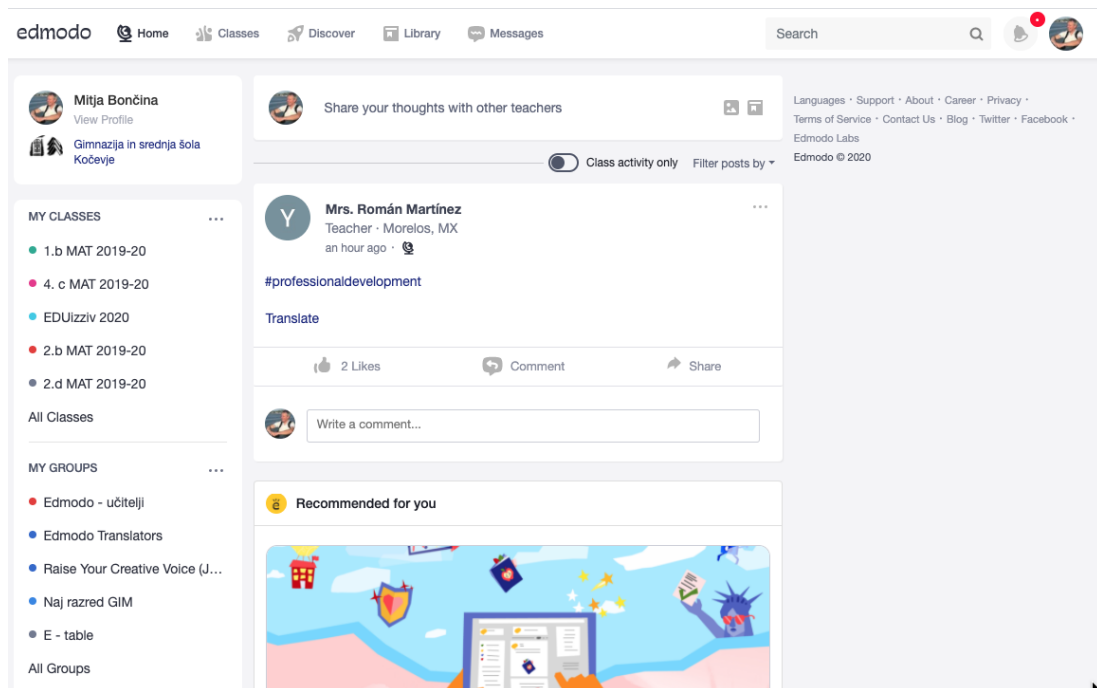 edmodo
Home
Classes
Discover
Library
Messages
Search
Mitja Bončina
View Profile
Gimnazija in srednja šola
Kočevje
MY CLASSES
1.b MAT 2019-20
4. c MAT 2019-20
EDUizziv 2020
2.b MAT 2019-20
2.d MAT 2019-20
All Classes
MY GROUPS
Edmodo - učitelji
Edmodo Translators
Raise Your Creative Voice (J...
Naj razred GIM
E - table
All Groups
Share your thoughts with other teachers
Class activity only
Filter posts by
Y
Mrs. Román Martínez
Teacher · Morelos, MX
an hour ago ·
#professionaldevelopment
Translate
2 Likes
Comment
Share
Write a comment...
Recommended for you
Languages · Support · About · Career · Privacy ·
Terms of Service · Contact Us · Blog · Twitter · Facebook ·
Edmodo Labs
Edmodo © 2020